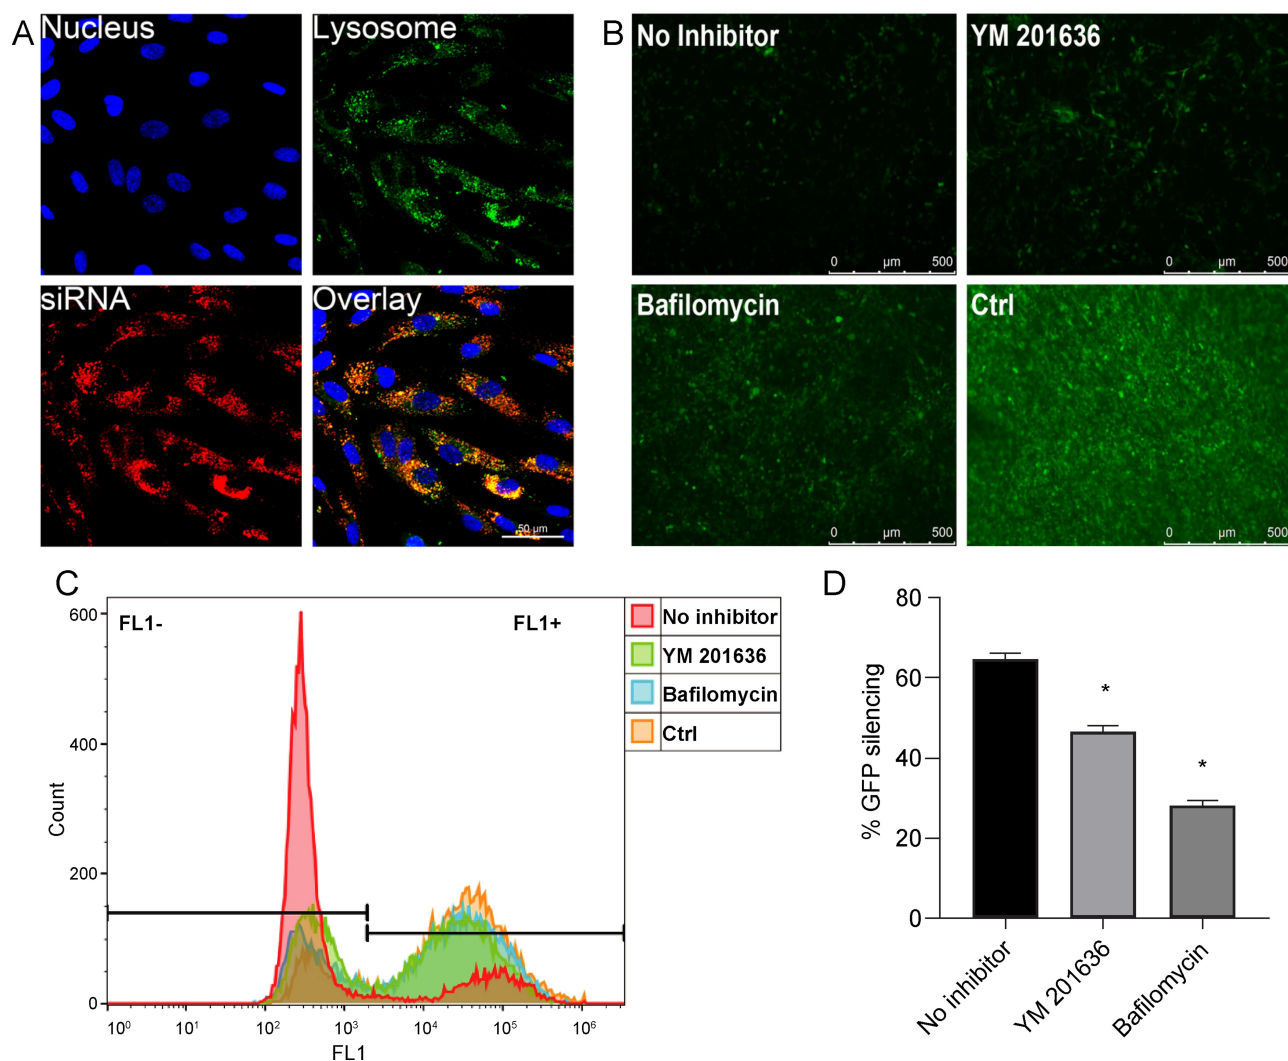 A
Nucleus
Lysosome
siRNA
Overlay
50 µm
B
No Inhibitor
YM 201636
0 µm 500
0 µm 500
Bafilomycin
Ctrl
0 µm 500
0 µm 500
C
FL1-
FL1+
No inhibitor
YM 201636
Bafilomycin
Ctrl
600
400
200
0
Count
10⁰ 10¹ 10² 10³ 10⁴ 10⁵ 10⁶
FL1
D
80
60
40
20
0
% GFP silencing
*
*
No inhibitor
YM 201636
Bafilomycin